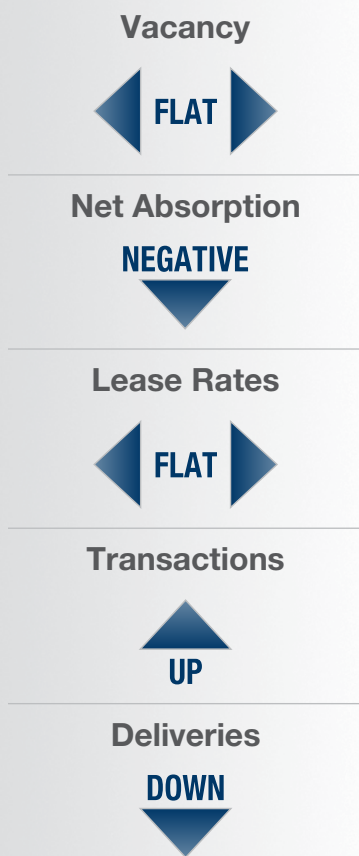 Vacancy
FLAT
Net Absorption
NEGATIVE
Lease Rates
FLAT
Transactions
UP
Deliveries
DOWN